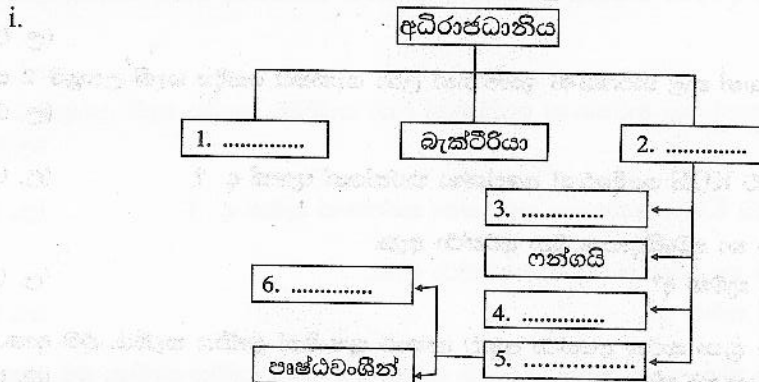 i.
අධිරාජධානිය
1. ..............
බැක්ටීරියා
2. ..............
3. ..............
ෆන්ගයි
6. ..............
4. ..............
5. ...................
පෘෂ්ඨවංශීන්